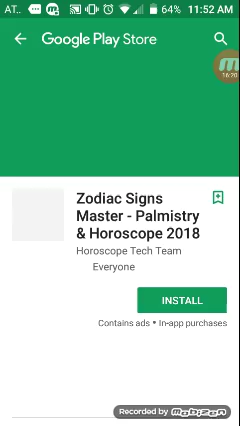 AT.. 64% 11:52 AM
Google Play Store
16:20
Zodiac Signs
Master - Palmistry
& Horoscope 2018
Horoscope Tech Team
Everyone
INSTALL
Contains ads • In-app purchases
Recorded by mobizen